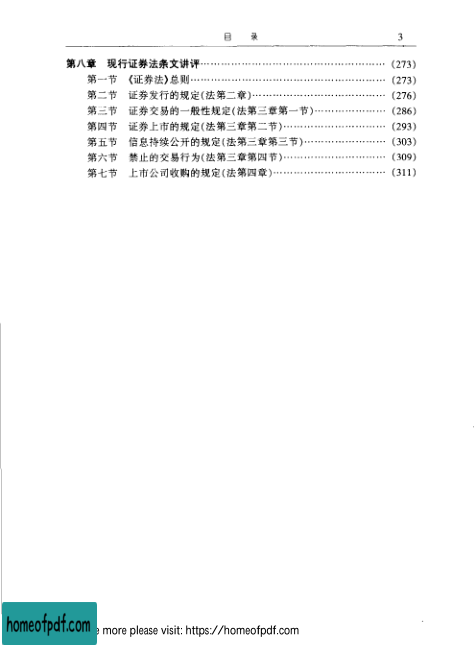 目 录 3
第八章 现行证券法条文讲评………………………………………………(273)
第一节 《证券法》总则………………………………………………(273)
第二节 证券发行的规定(法第二章)…………………………………(276)
第三节 证券交易的一般性规定(法第三章第一节)…………………(286)
第四节 证券上市的规定(法第三章第二节)…………………………(293)
第五节 信息持续公开的规定(法第三章第三节)……………………(303)
第六节 禁止的交易行为(法第三章第四节)…………………………(309)
第七节 上市公司收购的规定(法第四章)……………………………(311)
homeofpdf.com
more please visit: https://homeofpdf.com